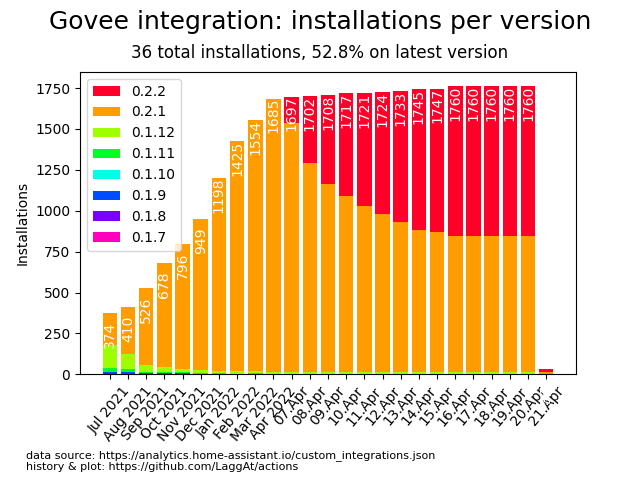 Govee integration: installations per version
36 total installations, 52.8% on latest version
Installations
1750
1500
1250
1000
750
500
250
0
0.2.2
0.2.1
0.1.12
0.1.11
0.1.10
0.1.9
0.1.8
0.1.7
374
410
526
678
796
949
1198
1425
1554
1685
1697
1702
1708
1717
1721
1724
1733
1745
1747
1760
1760
1760
1760
1760
Jul 2021
Aug 2021
Sep 2021
Oct 2021
Nov 2021
Dec 2021
Jan 2022
Feb 2022
Mar 2022
Apr 2022
07.Apr
08.Apr
09.Apr
10.Apr
11.Apr
12.Apr
13.Apr
14.Apr
15.Apr
16.Apr
17.Apr
18.Apr
19.Apr
20.Apr
21.Apr
data source: https://analytics.home-assistant.io/custom_integrations.json
history & plot: https://github.com/LaggAt/actions